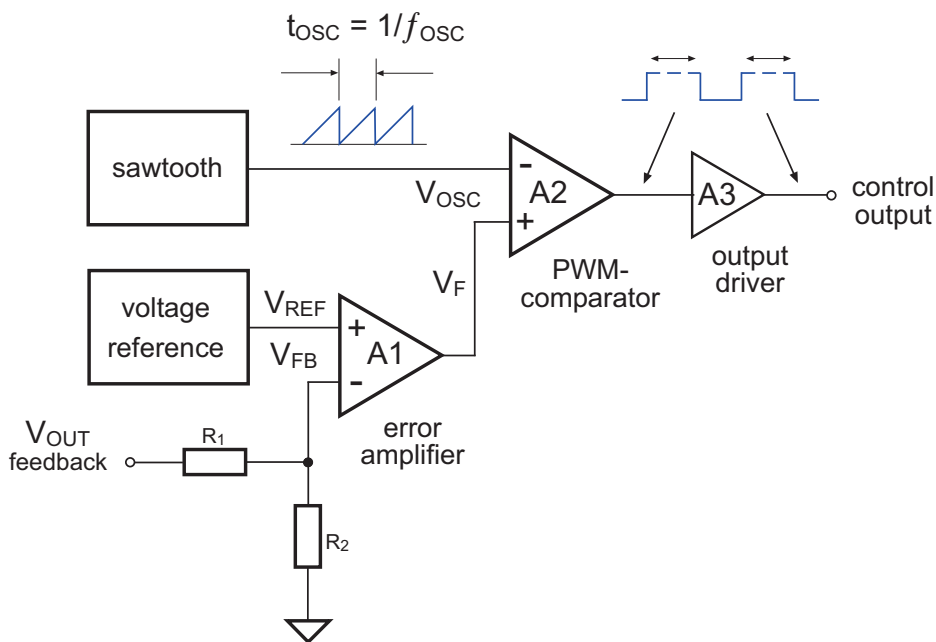 tOSC = 1/fOSC
sawtooth
-
A2
+
VOSC
A3
control
output
PWM-
comparator
output
driver
VF
voltage
reference
VREF
VFB
+
A1
-
error
amplifier
VOUT
feedback
R1
R2